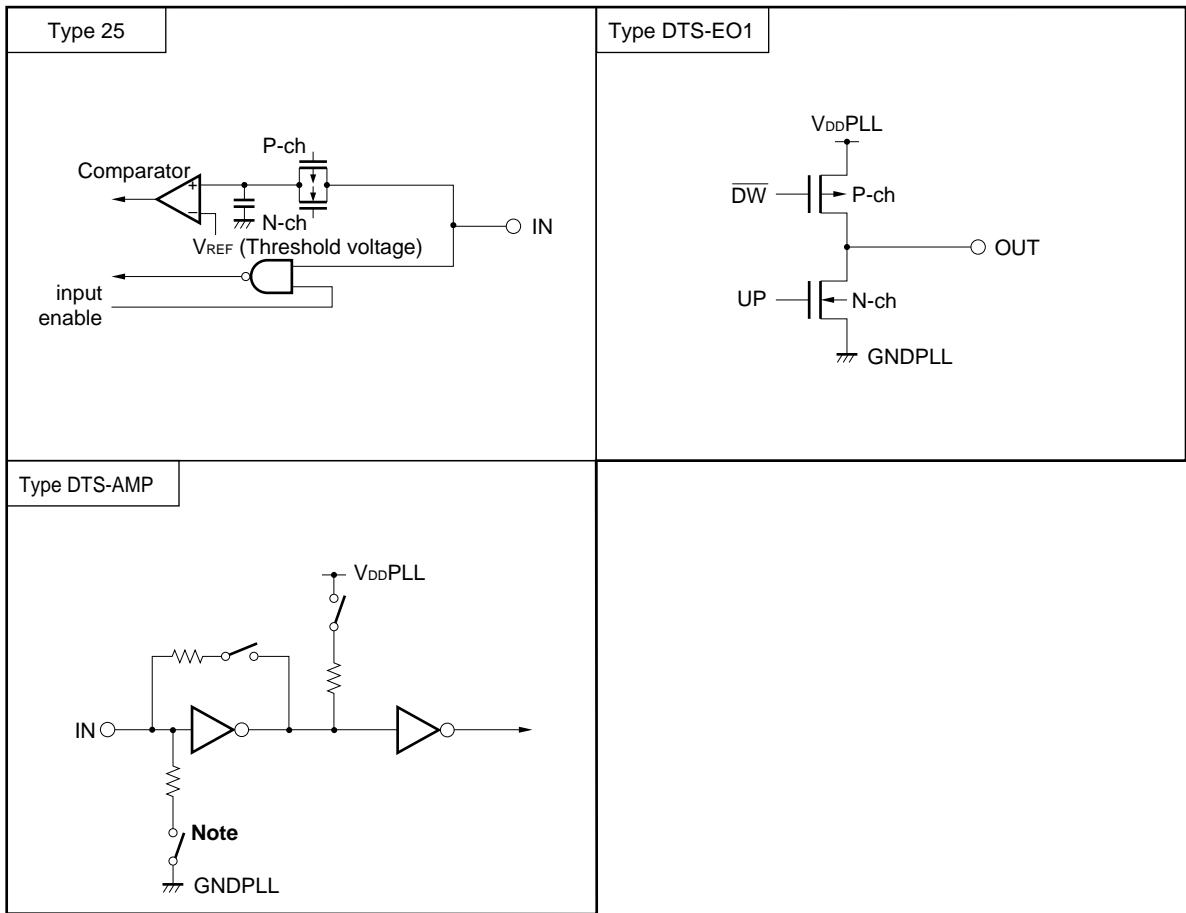 Type 25
P-ch
Comparator
+
−
N-ch
IN
VREF (Threshold voltage)
input
enable
Type DTS-EO1
VDDPLL
DW
P-ch
OUT
UP
N-ch
GNDPLL
Type DTS-AMP
VDDPLL
IN
Note
GNDPLL